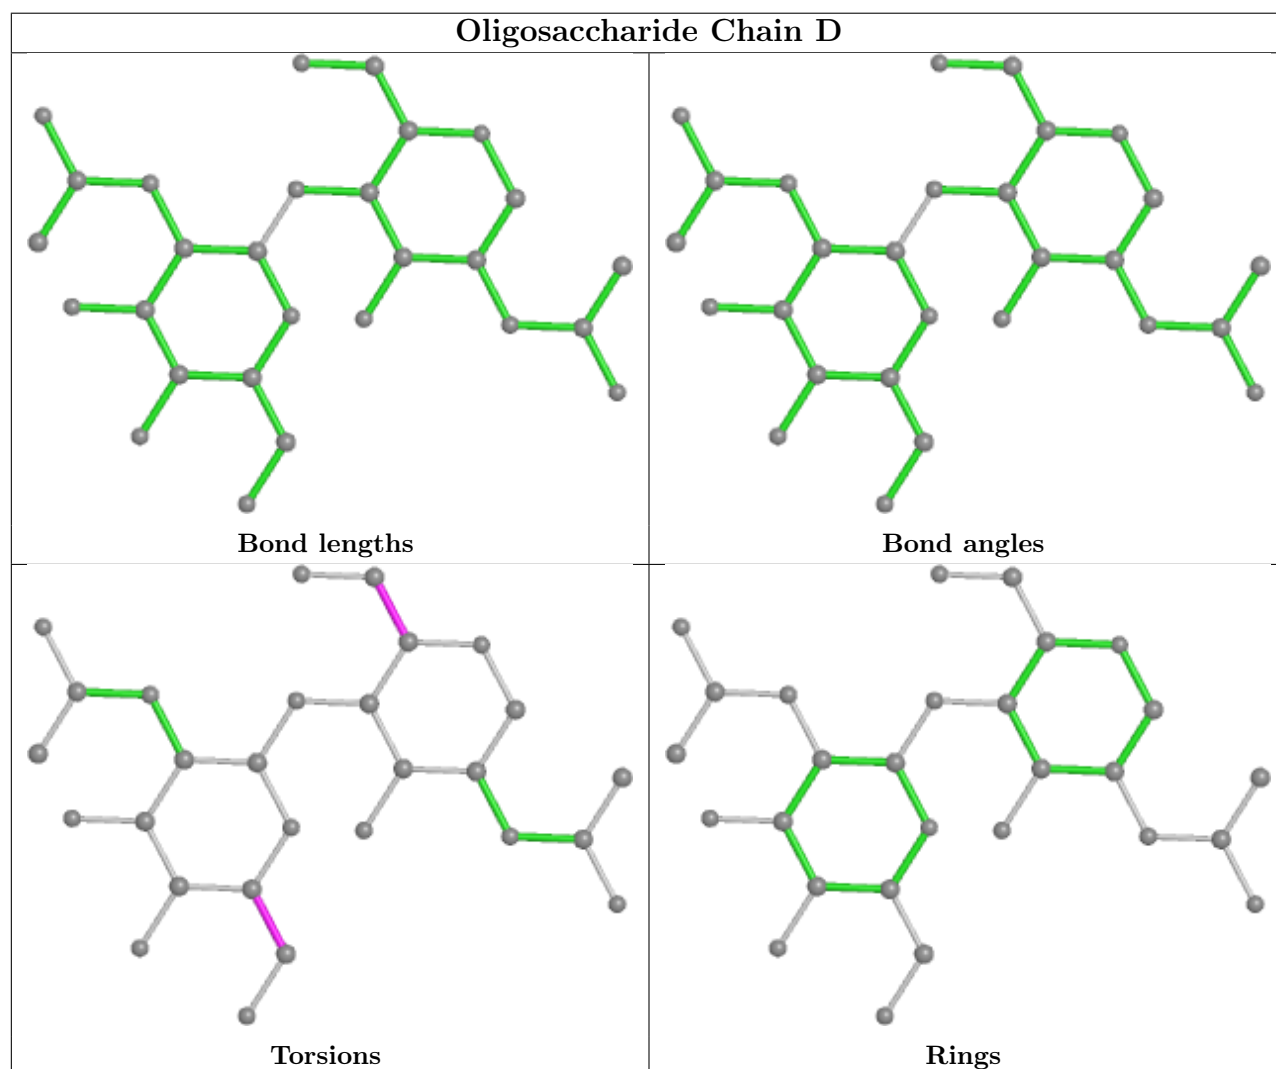 Oligosaccharide Chain D
Bond lengths
Bond angles
Torsions
Rings